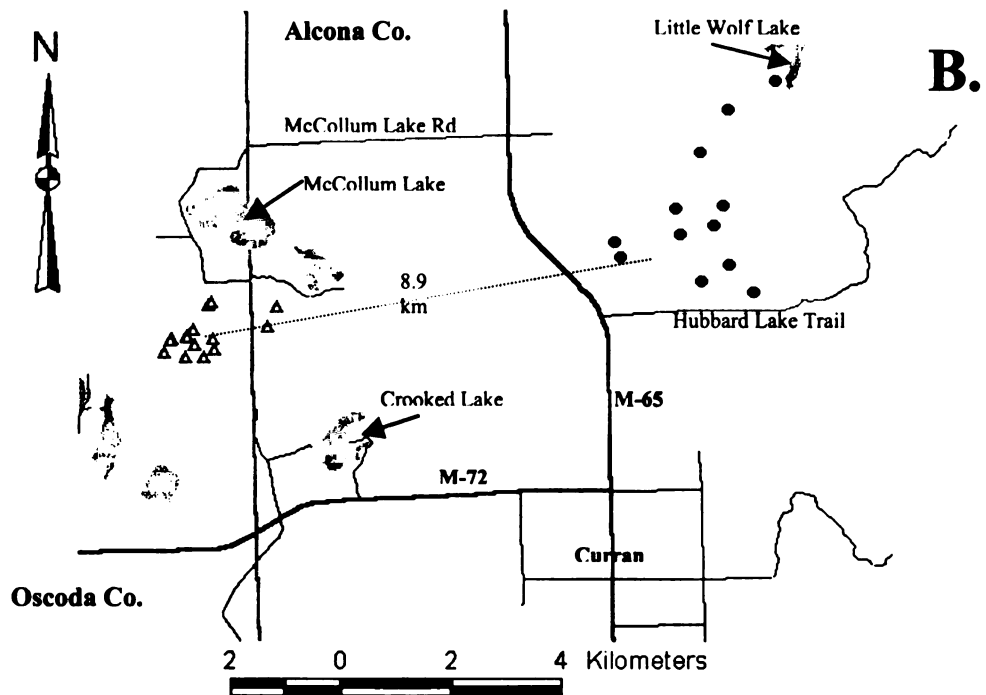 N
Alcona Co.
Little Wolf Lake
B.
McCollum Lake Rd
McCollum Lake
8.9
km
Hubbard Lake Trail
Crooked Lake
M-65
M-72
Curran
Oscoda Co.
2 0 2 4 Kilometers